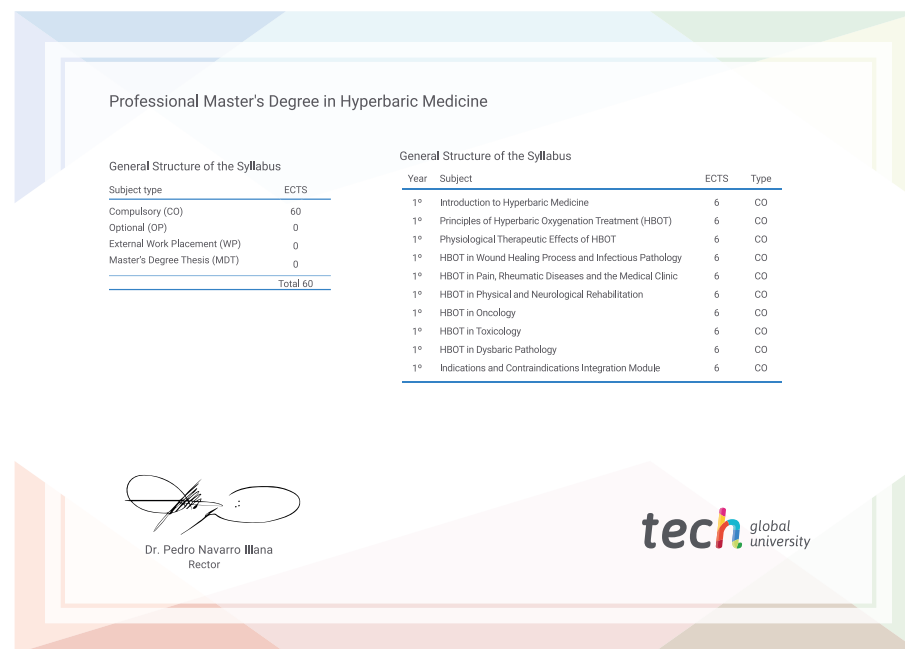 Professional Master's Degree in Hyperbaric Medicine
General Structure of the Syllabus
Subject type ECTS
Compulsory (CO) 60
Optional (OP) 0
External Work Placement (WP) 0
Master's Degree Thesis (MDT) 0
Total 60
General Structure of the Syllabus
Year Subject ECTS Type
1º Introduction to Hyperbaric Medicine 6 CO
1º Principles of Hyperbaric Oxygenation Treatment (HBOT) 6 CO
1º Physiological Therapeutic Effects of HBOT 6 CO
1º HBOT in Wound Healing Process and Infectious Pathology 6 CO
1º HBOT in Pain, Rheumatic Diseases and the Medical Clinic 6 CO
1º HBOT in Physical and Neurological Rehabilitation 6 CO
1º HBOT in Oncology 6 CO
1º HBOT in Toxicology 6 CO
1º HBOT in Dysbaric Pathology 6 CO
1º Indications and Contraindications Integration Module 6 CO
Dr. Pedro Navarro Illana
Rector
tech global
university